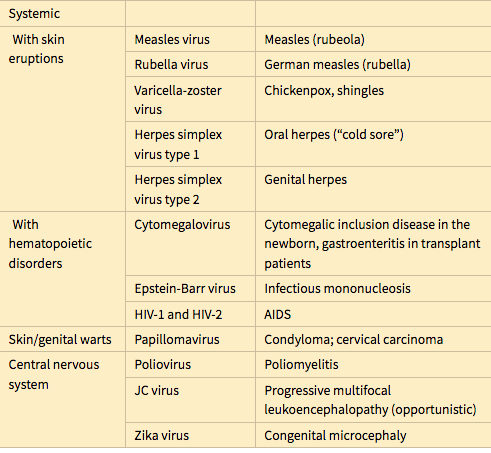 Systemic
With skin eruptions
Measles virus
Measles (rubeola)
Rubella virus
German measles (rubella)
Varicella-zoster virus
Chickenpox, shingles
Herpes simplex virus type 1
Oral herpes (“cold sore”)
Herpes simplex virus type 2
Genital herpes
With hematopoietic disorders
Cytomegalovirus
Cytomegalic inclusion disease in the newborn, gastroenteritis in transplant patients
Epstein-Barr virus
Infectious mononucleosis
HIV-1 and HIV-2
AIDS
Skin/genital warts
Papillomavirus
Condyloma; cervical carcinoma
Central nervous system
Poliovirus
Poliomyelitis
JC virus
Progressive multifocal leukoencephalopathy (opportunistic)
Zika virus
Congenital microcephaly